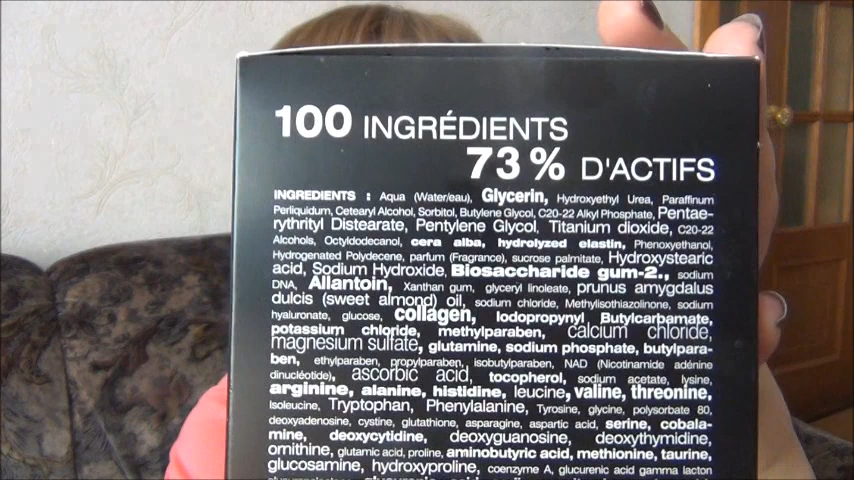 100 INGRÉDIENTS
73% D'ACTIFS
INGREDIENTS : Aqua (Water/eau), Glycerin, Hydroxyethyl Urea, Paraffinum
Perliquidum, Cetearyl Alcohol, Sorbitol, Butylene Glycol, C20-22 Alkyl Phosphate, Pentae-
rythrityl Distearate, Pentylene Glycol, Titanium dioxide, C20-22
Alcohols, Octyldodecanol, cera alba, hydrolyzed elastin, Phenoxyethanol,
Hydrogenated Polydecene, parfum (Fragrance), sucrose palmitate, Hydroxystearic
acid, Sodium Hydroxide, Biosaccharide gum-2., sodium
DNA, Allantoin, Xanthan gum, glyceryl linoleate, prunus amygdalus
dulcis (sweet almond) oil, sodium chloride, Methylisothiazolinone, sodium
hyaluronate, glucose, collagen, Iodopropynyl Butylcarbamate,
potassium chloride, methylparaben, calcium chloride,
magnesium sulfate, glutamine, sodium phosphate, butylpara-
ben, ethylparaben, propylparaben, isobutylparaben, NAD (Nicotinamide adénine
dinucléotide), ascorbic acid, tocopherol, sodium acetate, lysine,
arginine, alanine, histidine, leucine, valine, threonine,
Isoleucine, Tryptophan, Phenylalanine, Tyrosine, glycine, polysorbate 80,
deoxyadenosine, cystine, glutathione, asparagine, aspartic acid, serine, cobala-
mine, deoxycytidine, deoxyguanosine, deoxythymidine,
ornithine, glutamic acid, proline, aminobutyric acid, methionine, taurine,
glucosamine, hydroxyproline, coenzyme A, glucurenic acid gamma lacton